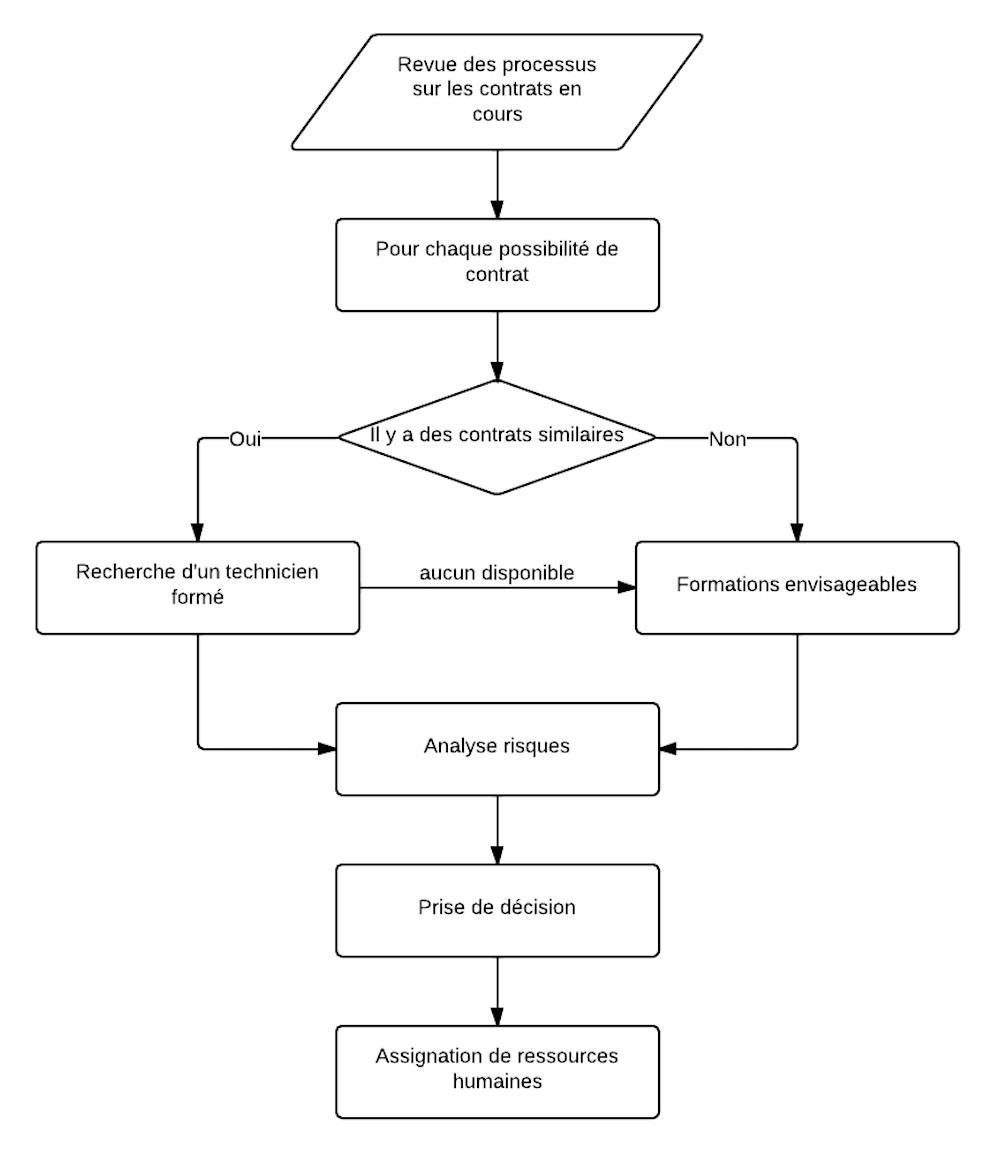 Revue des processus
sur les contrats en
cours
Pour chaque possibilité de
contrat
Il y a des contrats similaires
Oui
Non
Recherche d'un technicien
formé
aucun disponible
Formations envisageables
Analyse risques
Prise de décision
Assignation de ressources
humaines